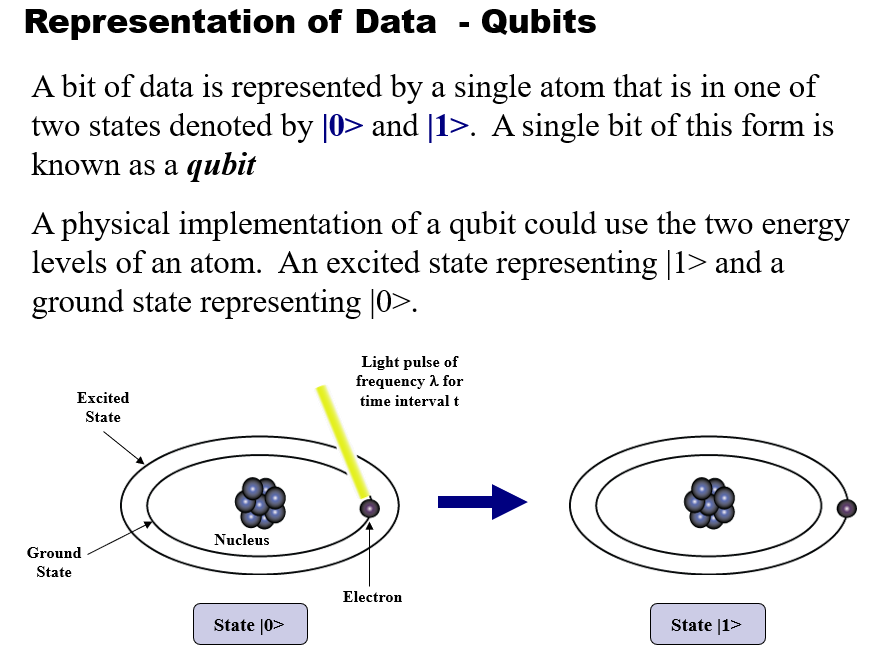 Representation of Data - Qubits
A bit of data is represented by a single atom that is in one of
two states denoted by |0> and |1>. A single bit of this form is
known as a qubit
A physical implementation of a qubit could use the two energy
levels of an atom. An excited state representing |1> and a
ground state representing |0>.
Light pulse of
frequency λ for
time interval t
Excited
State
Nucleus
Ground
State
Electron
State |0>
State |1>